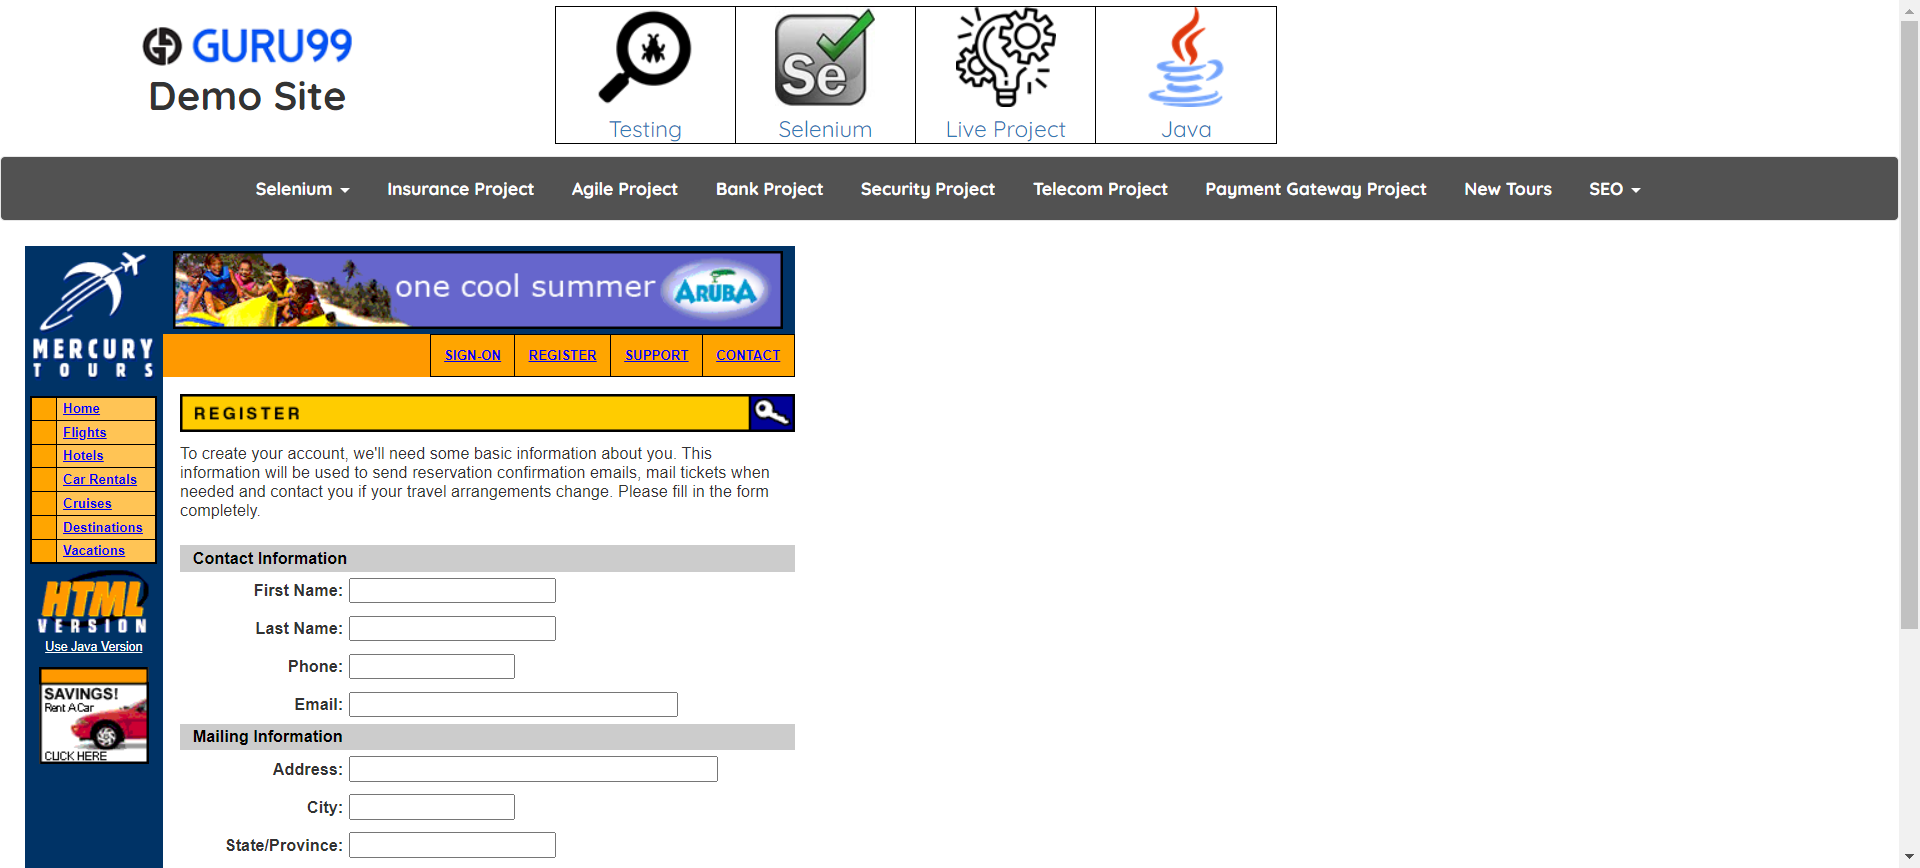 GURU99
Demo Site
Testing
Se
Selenium
Live Project
Java
Selenium
Insurance Project
Agile Project
Bank Project
Security Project
Telecom Project
Payment Gateway Project
New Tours
SEO
one cool summer
ARUBA
MERCURY
TOURS
SIGN-ON
REGISTER
SUPPORT
CONTACT
Home
Flights
Hotels
Car Rentals
Cruises
Destinations
Vacations
HTML
VERSION
Use Java Version
SAVINGS!
Rent A Car
CLICK HERE
REGISTER
To create your account, we'll need some basic information about you. This
information will be used to send reservation confirmation emails, mail tickets when
needed and contact you if your travel arrangements change. Please fill in the form
completely.
Contact Information
First Name:
Last Name:
Phone:
Email:
Mailing Information
Address:
City:
State/Province: